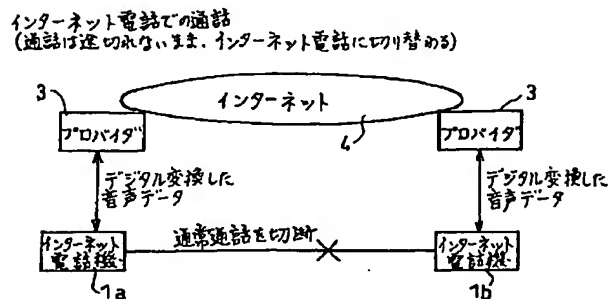 インターネット電話での通話
(通話は途切れないまま、インターネット電話に切り替わる)
3
インターネット
3
プロバイダ
4
プロバイダ
デジタル変換した
音声データ
デジタル変換した
音声データ
通常通話を切断
インターネット
電話機
インターネット
電話機
1a
1b